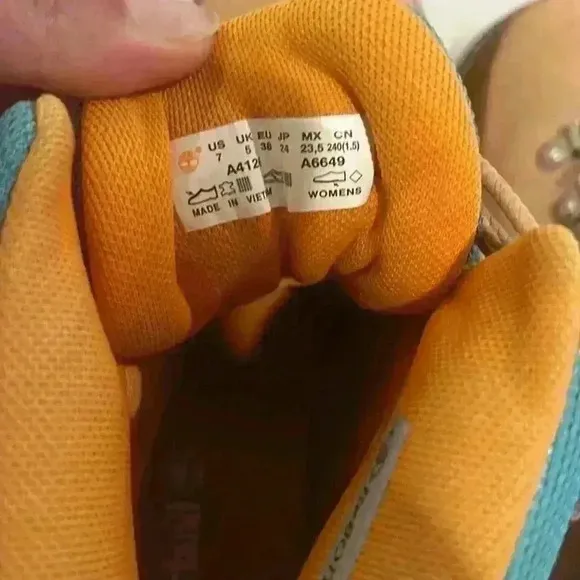 US UK EU JP MX CN
7 5 38 24 23,5 240(1.5)
A412 A6649
MADE IN VIETN WOMENS